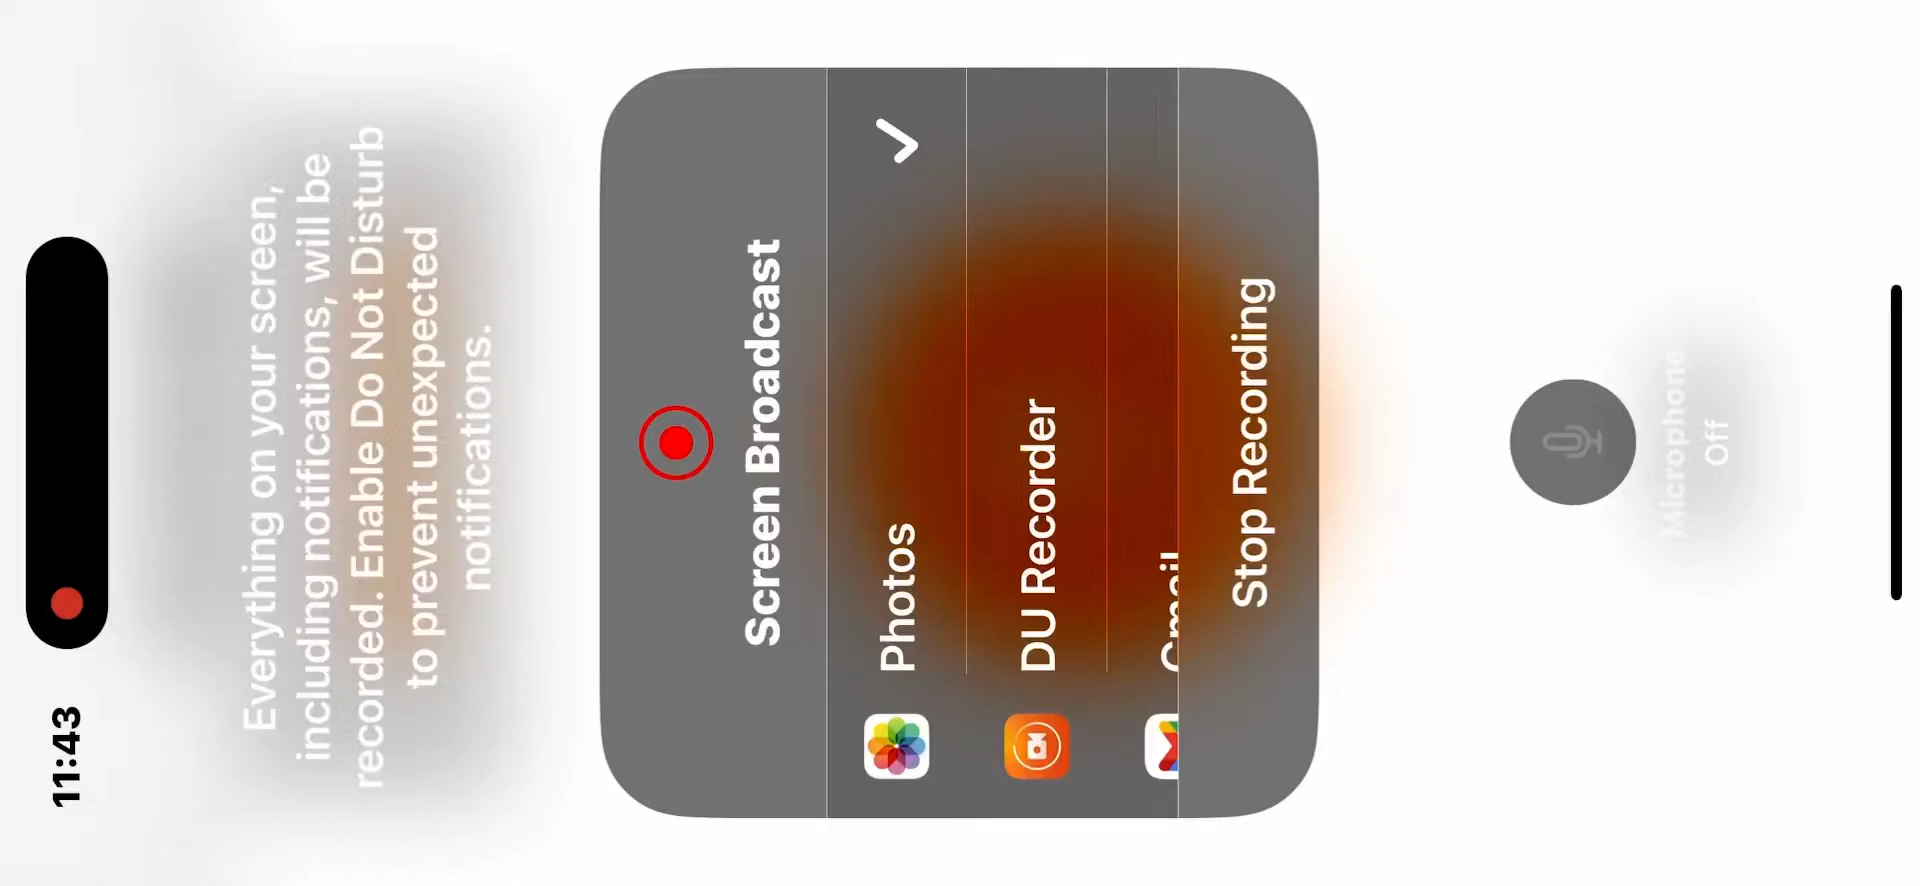 11:43
Everything on your screen,
including notifications, will be
recorded. Enable Do Not Disturb
to prevent unexpected
notifications.
Screen Broadcast
Photos
DU Recorder
Gmail
Stop Recording
Microphone
Off